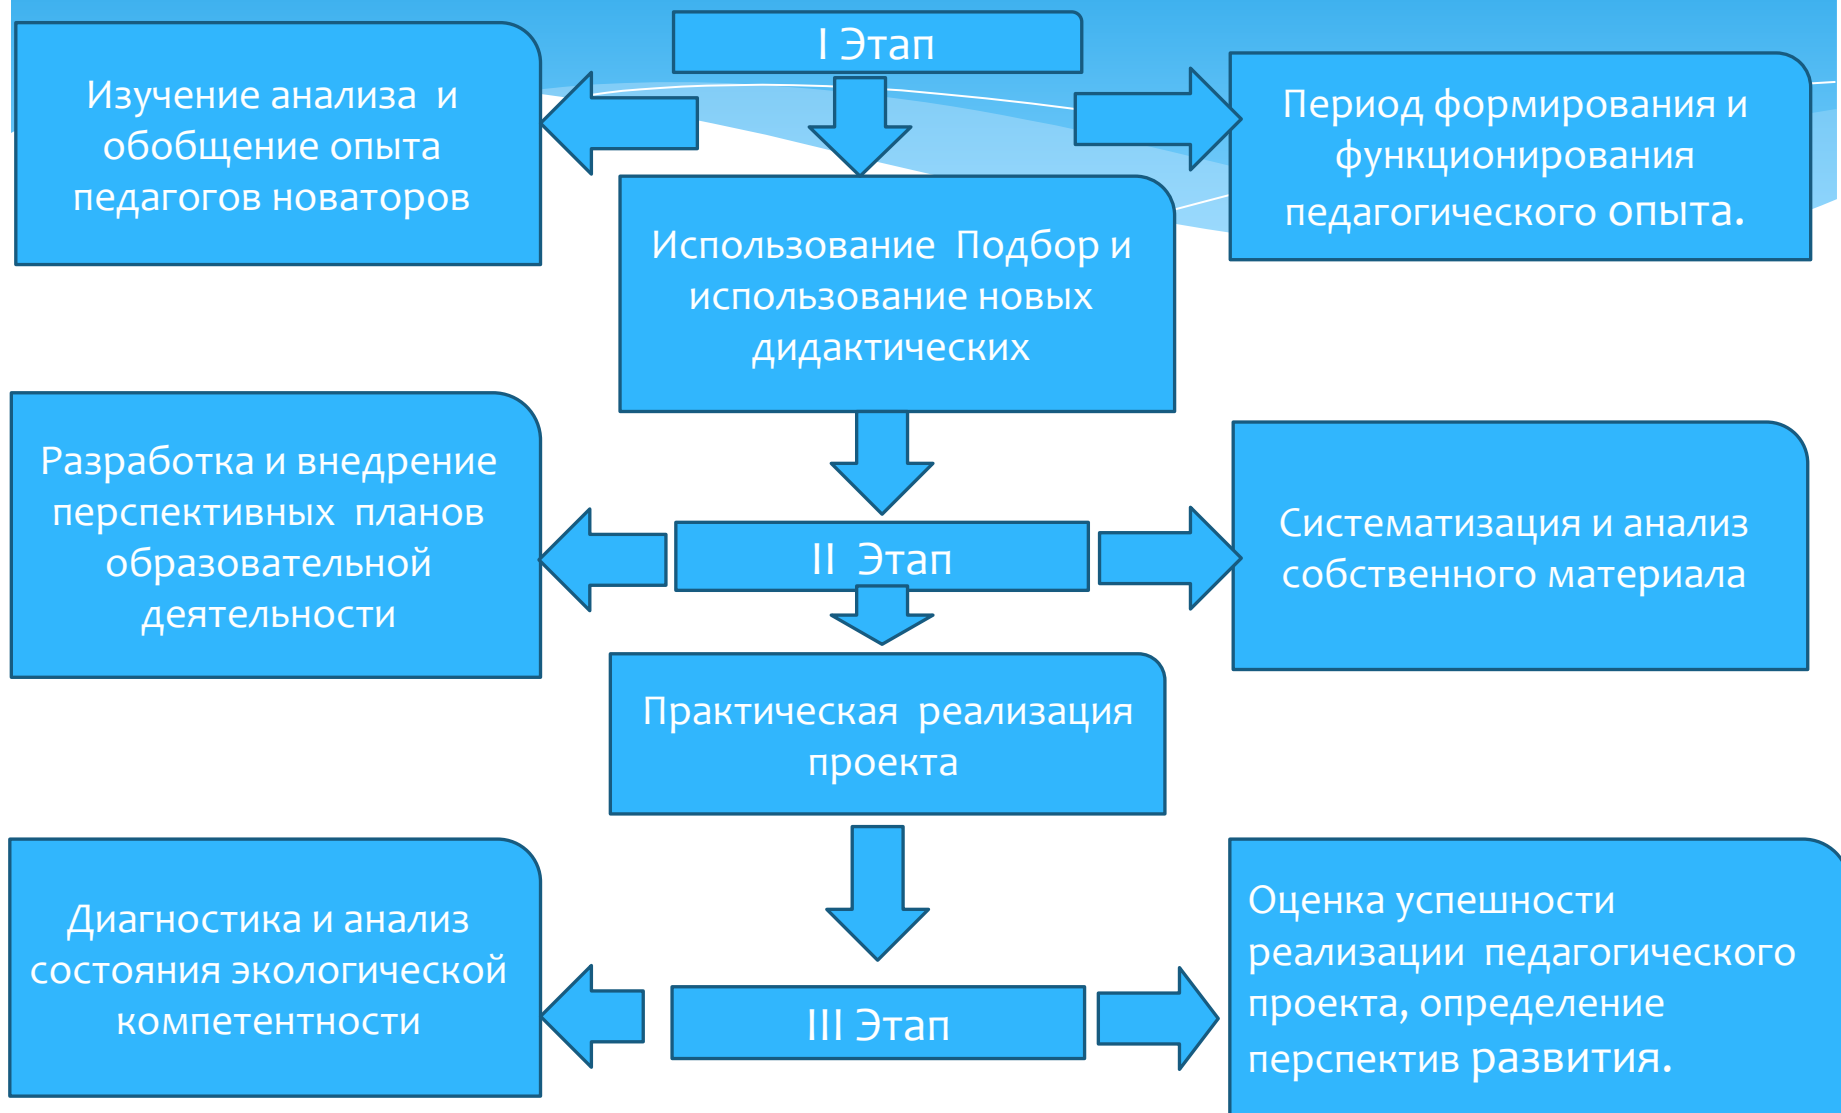 I Этап
Изучение анализа и
обобщение опыта
педагогов новаторов
Использование Подбор и
использование новых
дидактических
Период формирования и
функционирования
педагогического опыта.
II Этап
Разработка и внедрение
перспективных планов
образовательной
деятельности
Практическая реализация
проекта
Систематизация и анализ
собственного материала
III Этап
Диагностика и анализ
состояния экологической
компетентности
Оценка успешности
реализации педагогического
проекта, определение
перспектив развития.